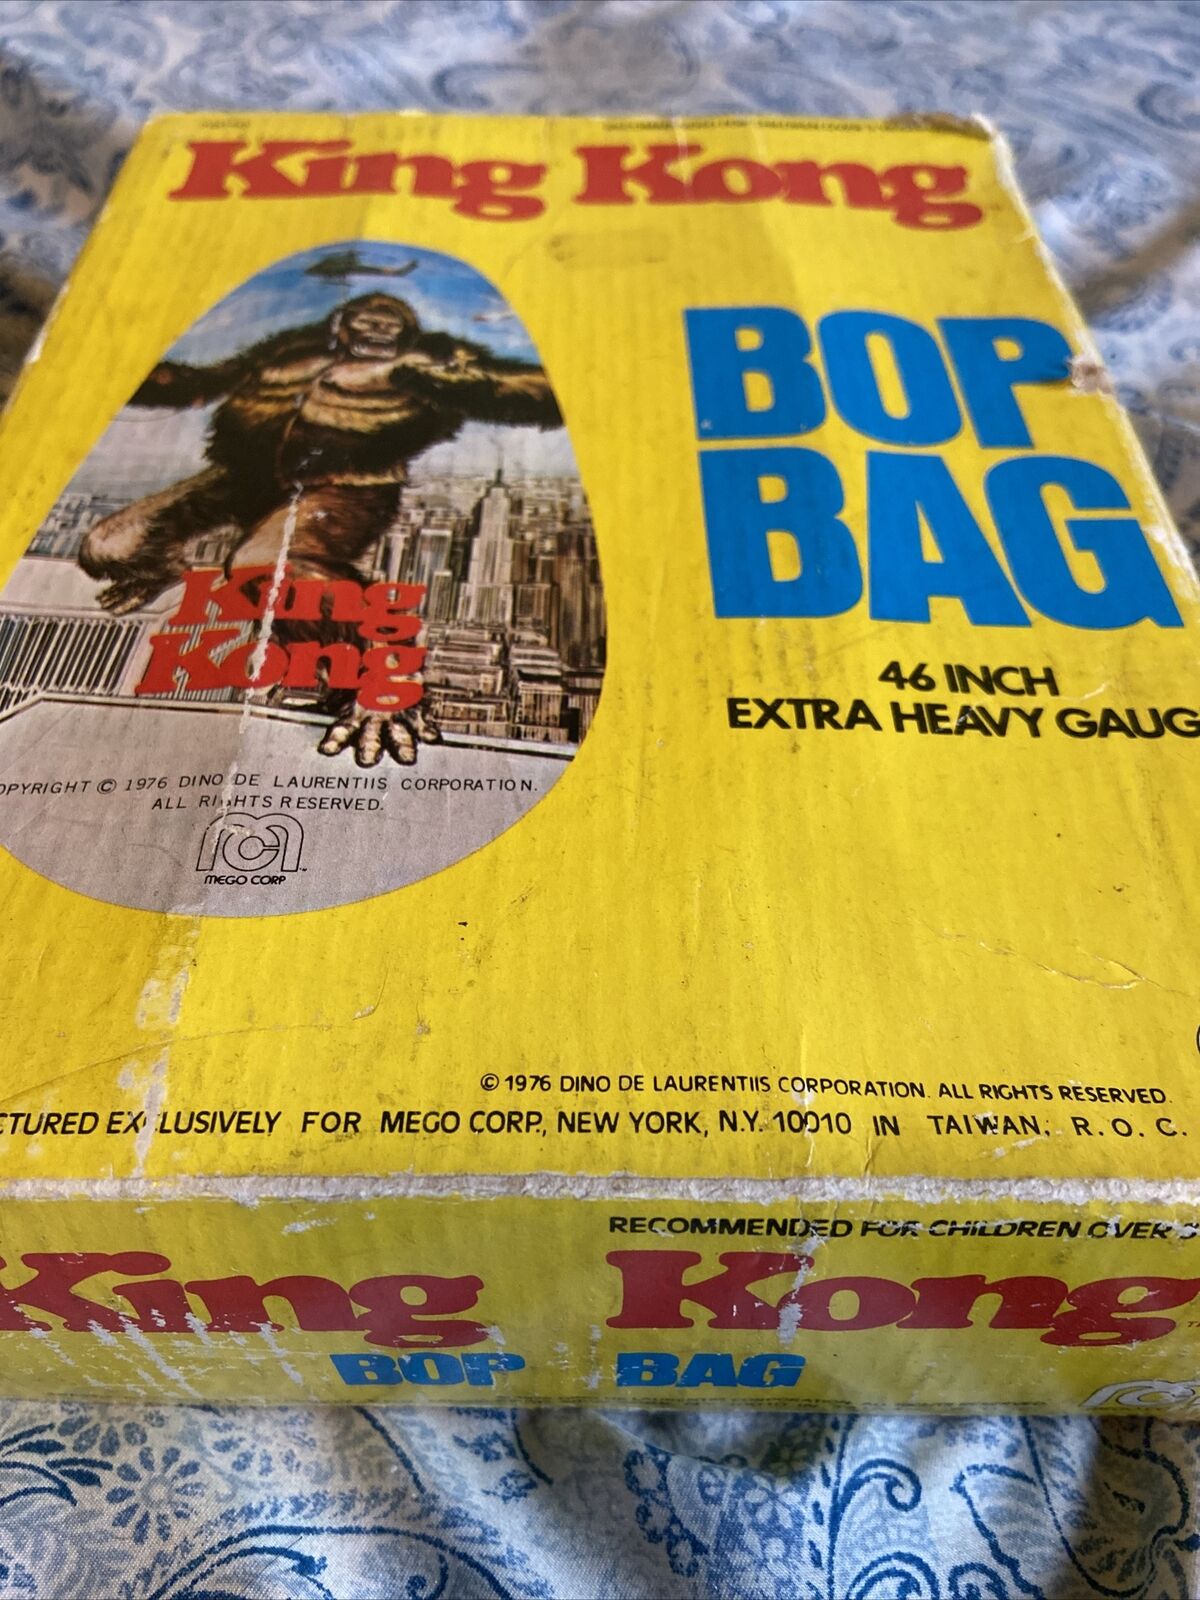 King Kong
BOP
BAG
46 INCH
EXTRA HEAVY GAUG
King
Kong
OPYRIGHT © 1976 DINO DE LAURENTIIS CORPORATION.
ALL RIGHTS RESERVED.
MEGO CORP
© 1976 DINO DE LAURENTIIS CORPORATION. ALL RIGHTS RESERVED.
CTURED EXCLUSIVELY FOR MEGO CORP., NEW YORK, N.Y. 10010 IN TAIWAN, R.O.C.
RECOMMENDED FOR CHILDREN OVER
King Kong
BOP BAG